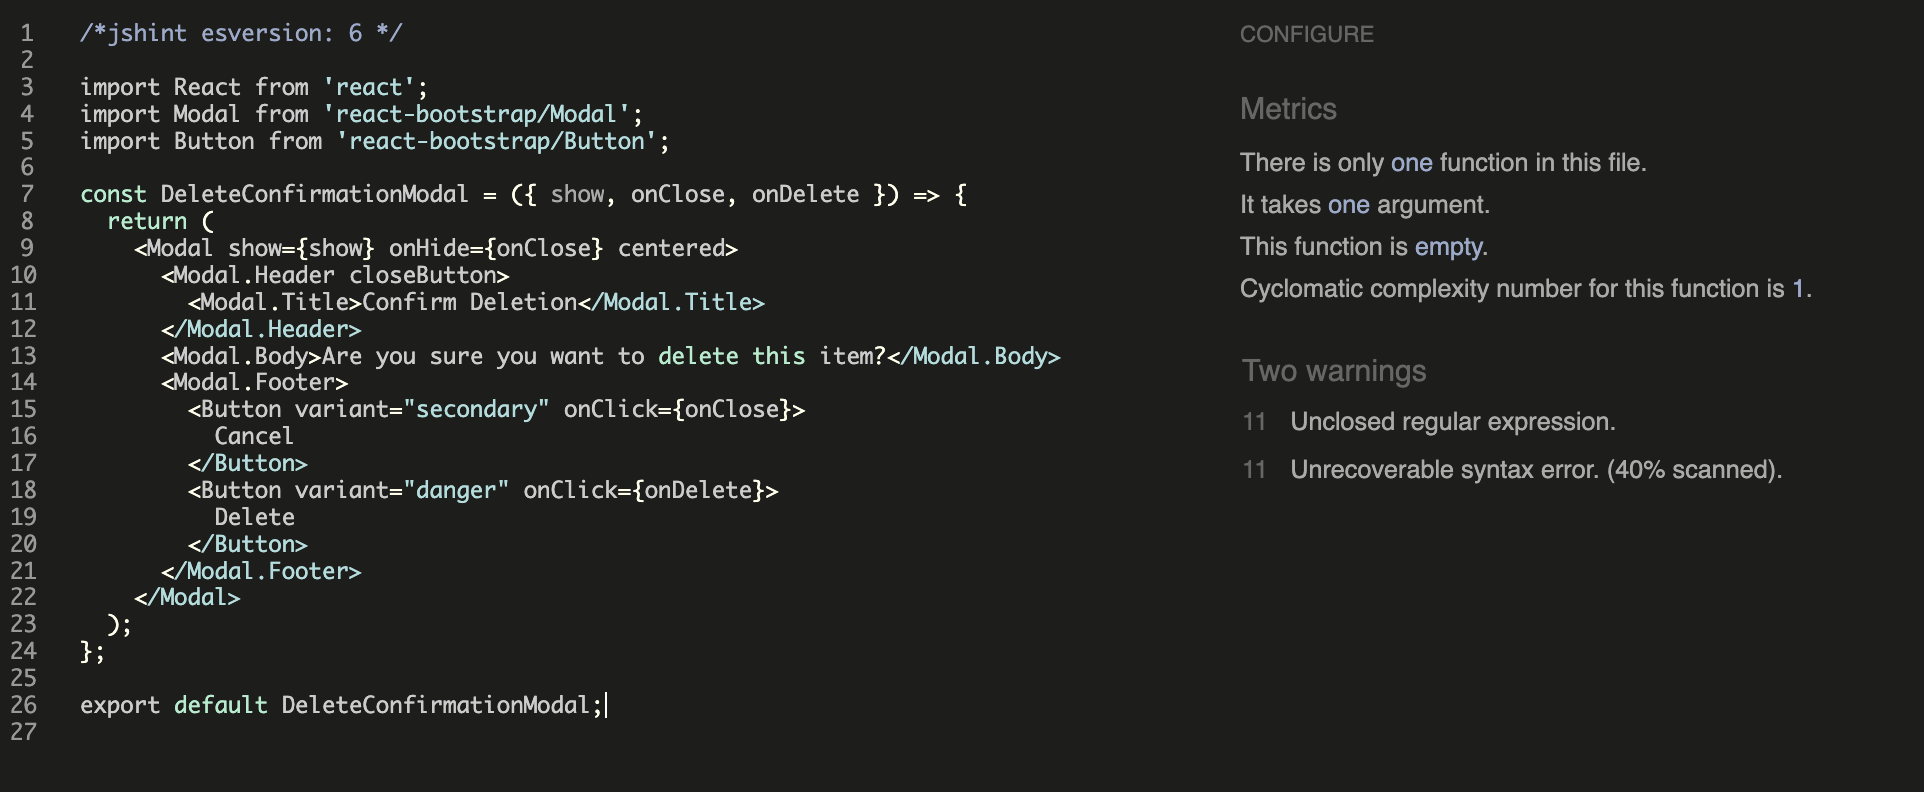 1 /*jshint esversion: 6 */
2
3 import React from 'react';
4 import Modal from 'react-bootstrap/Modal';
5 import Button from 'react-bootstrap/Button';
6
7 const DeleteConfirmationModal = ({ show, onClose, onDelete }) => {
8   return (
9     <Modal show={show} onHide={onClose} centered>
10       <Modal.Header closeButton>
11         <Modal.Title>Confirm Deletion</Modal.Title>
12       </Modal.Header>
13       <Modal.Body>Are you sure you want to delete this item?</Modal.Body>
14       <Modal.Footer>
15         <Button variant="secondary" onClick={onClose}>
16           Cancel
17         </Button>
18         <Button variant="danger" onClick={onDelete}>
19           Delete
20         </Button>
21       </Modal.Footer>
22     </Modal>
23   );
24 };
25
26 export default DeleteConfirmationModal;
27
CONFIGURE
Metrics
There is only one function in this file.
It takes one argument.
This function is empty.
Cyclomatic complexity number for this function is 1.
Two warnings
11 Unclosed regular expression.
11 Unrecoverable syntax error. (40% scanned).